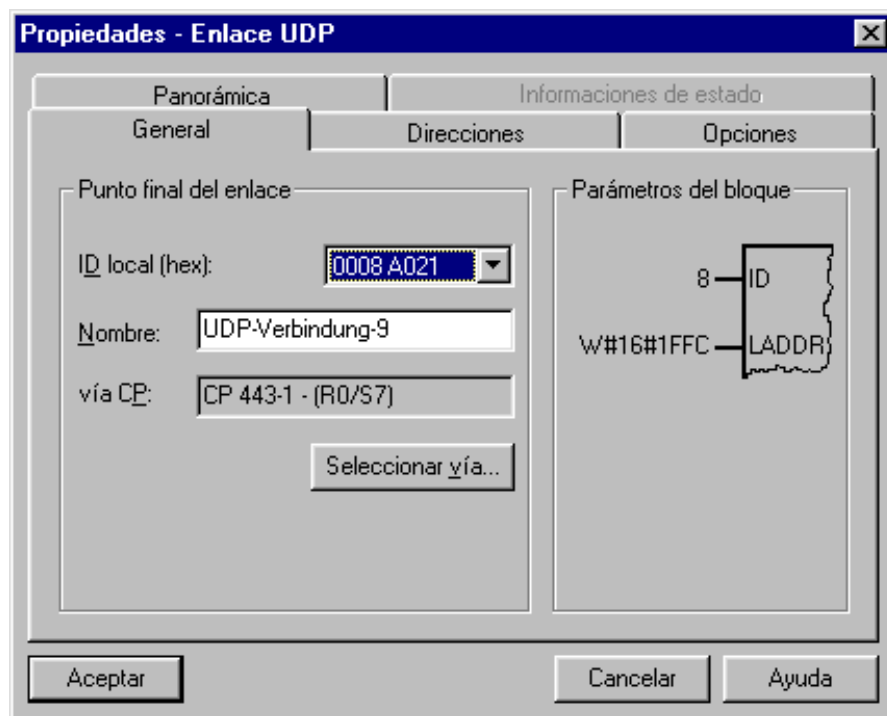 Propiedades - Enlace UDP
Panorámica
Informaciones de estado
General
Direcciones
Opciones
Punto final del enlace
Parámetros del bloque
ID local (hex):
0008 A021
8
ID
Nombre:
UDP-Verbindung-9
W#16#1FFC
LADDR
vía CP:
CP 443-1 - (R0/S7)
Seleccionar vía...
Aceptar
Cancelar
Ayuda